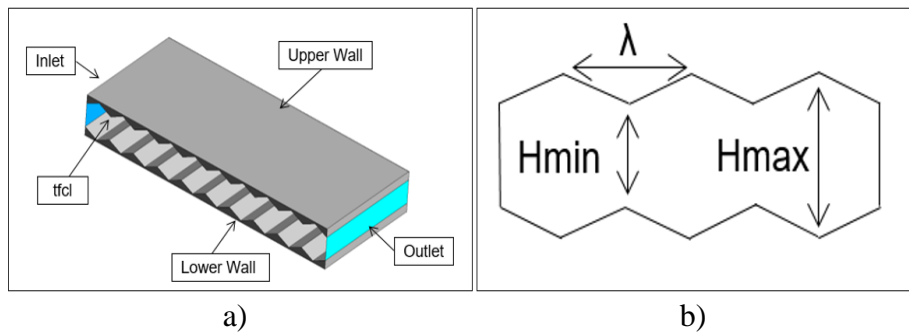 Inlet
Upper Wall
tfcl
Lower Wall
Outlet
a)
λ
Hmin
Hmax
b)